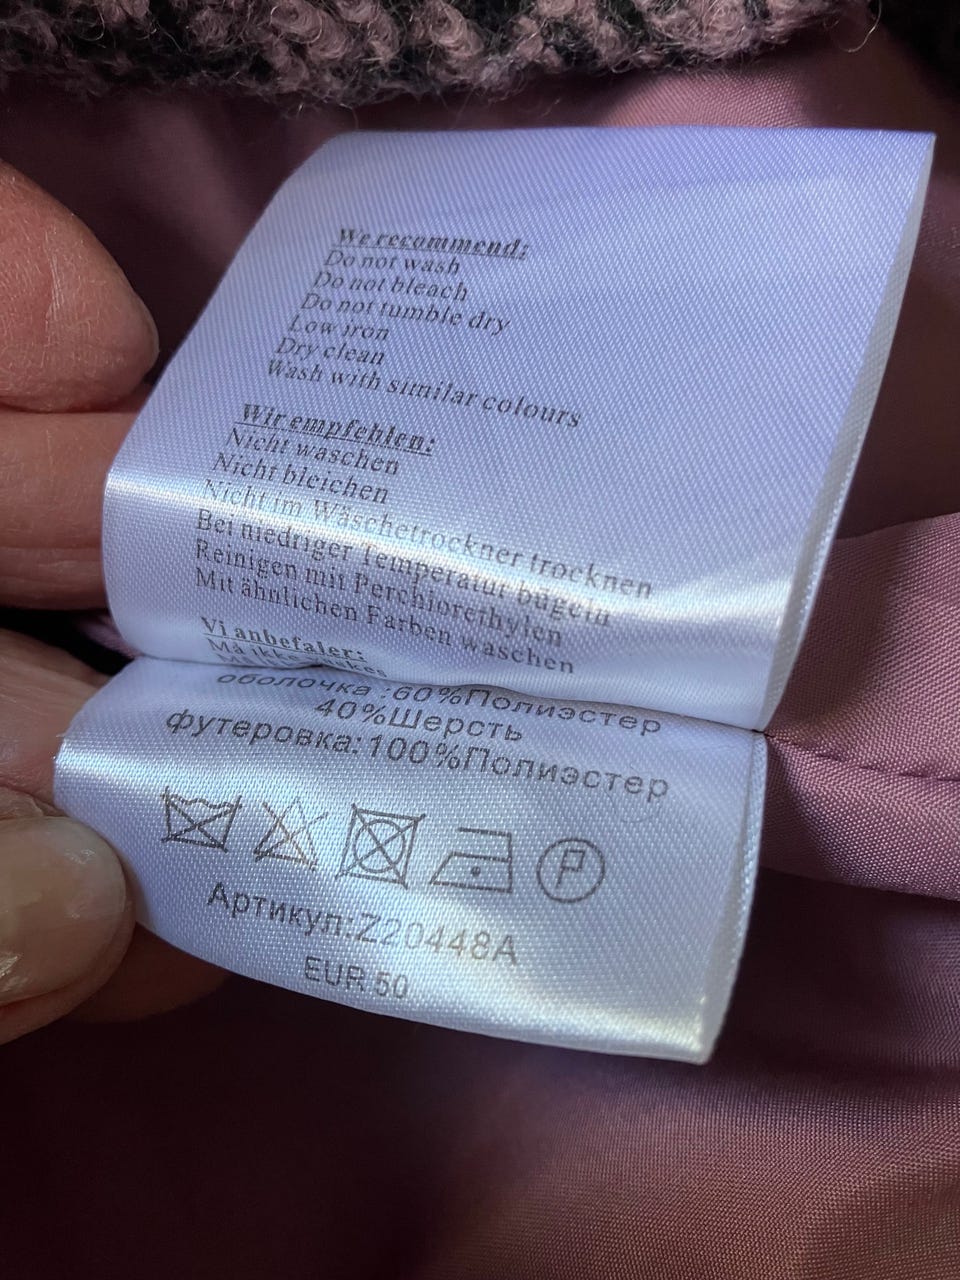 We recommend:
Do not wash
Do not bleach
Do not tumble dry
Low iron
Dry clean
Wash with similar colours
Wir empfehlen:
Nicht waschen
Nicht bleichen
Nicht im Wäschetrockner trocknen
Bei niedriger Temperatur bügeln
Reinigen mit Perchlorethylen
Mit ähnlichen Farben waschen
Vi anbefaler:
Må ikke
оболочка :60%Полиэстер
40%Шерсть
футеровка:100%Полиэстер
P
Артикул:Z20448A
EUR 50